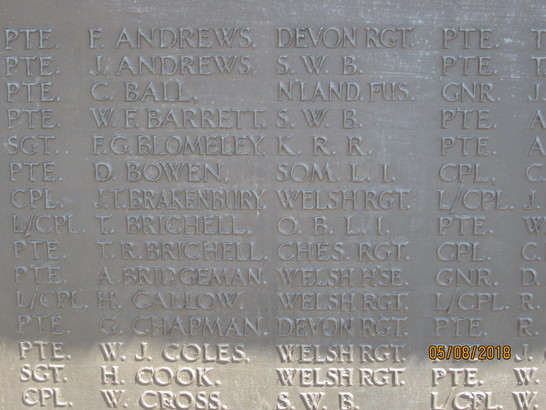 PTE. F. ANDREWS. DEVON RGT. PTE. T
PTE. J. ANDREWS. S. W. B. PTE. T.
PTE. C. BALL. N'LAND. FUS. GNR. J.
PTE. W. F. BARRETT. S. W. B. PTE. A
SGT. F. G. BLOMELEY. K. R. R. PTE. A.
PTE. D. BOWEN. SOM. L. I. CPL. C.
CPL. J. T. BRAKENBURY. WELSH RGT. L/CPL. J.
L/CPL. T. BRICHELL. O. B. L. I. PTE. W
PTE. T. R. BRICHELL. CHES. RGT. CPL. C.
PTE. A. BRIDGEMAN. WELSH HSE. GNR. D.
L/CPL. H. CALLOW. WELSH RGT. L/CPL. R.
PTE. G. CHAPMAN. DEVON RGT. PTE. R.
PTE. W. J. COLES. WELSH RGT. J.
SGT. H. COOK. WELSH RGT. PTE. W.
CPL. W. CROSS. S. W. B. L/CPL. W.
05/08/2018